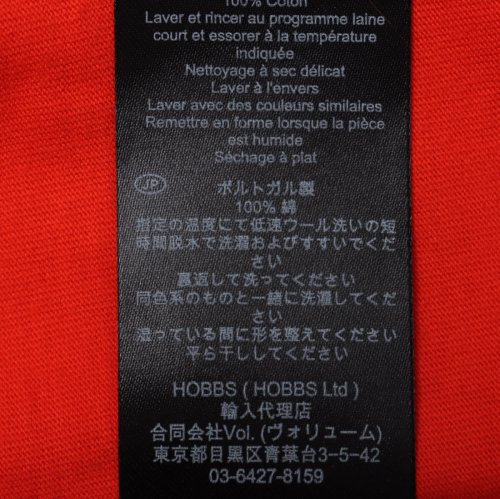 100% Coton
Laver et rincer au programme laine
court et essorer à la température
indiquée
Nettoyage à sec délicat
Laver à l'envers
Laver avec des couleurs similaires
Remettre en forme lorsque la pièce
est humide
Séchage à plat
JP ポルトガル製
100% 綿
指定の温度にて低速ウール洗いの短
時間脱水で洗濯およびすすいでくだ
さい
裏返して洗ってください
同色系のものと一緒に洗濯してくだ
さい
湿っている間に形を整えてください
平ら干ししてください
HOBBS ( HOBBS Ltd )
輸入代理店
合同会社Vol. (ヴォリューム)
東京都目黒区青葉台3-5-42
03-6427-8159